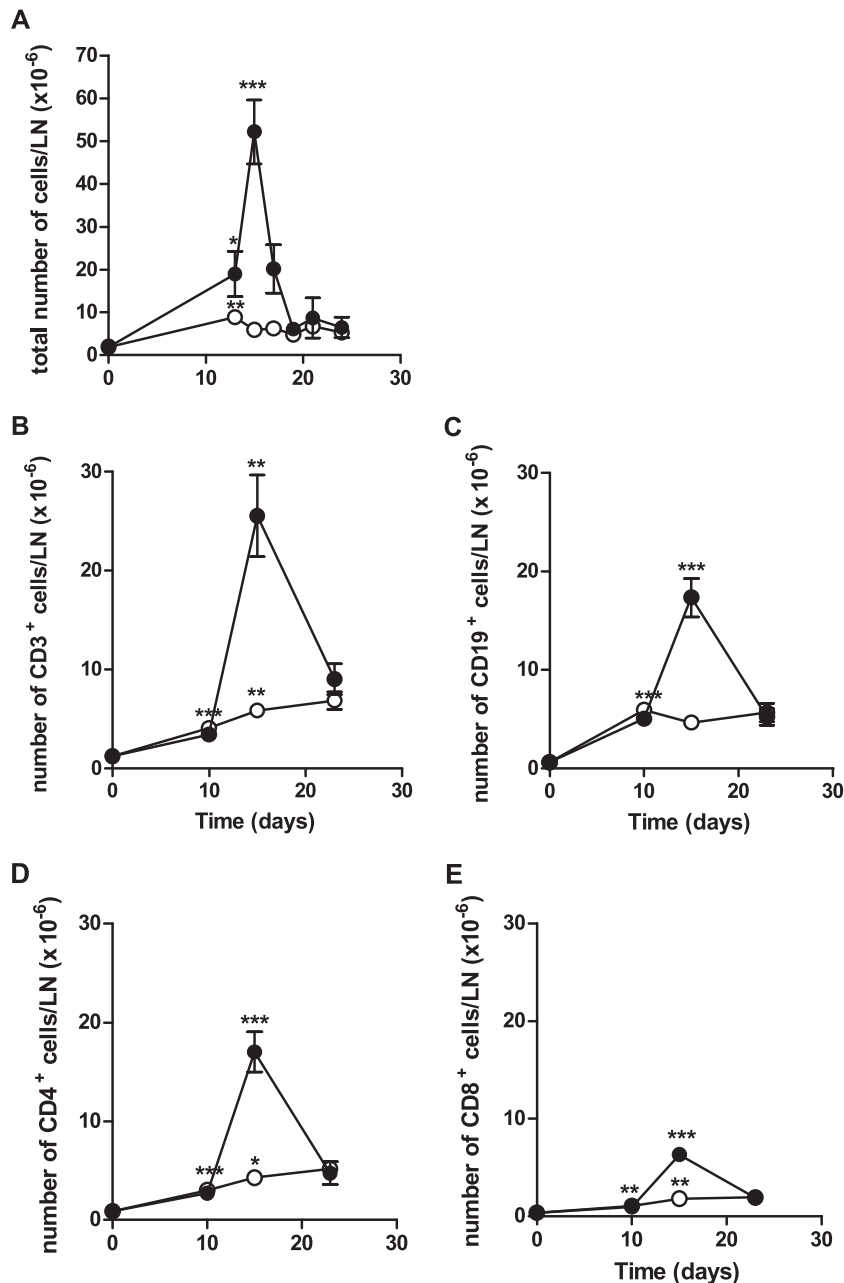 A
total number of cells/LN (x10-6)
70
60
50
40
30
20
10
0
***
*
**
0 10 20 30
B
number of CD3+ cells/LN (x10-6)
30
20
10
0
**
***
**
0 10 20 30
Time (days)
C
number of CD19+ cells/LN (x10-6)
30
20
10
0
***
***
0 10 20 30
Time (days)
D
number of CD4+ cells/LN (x10-6)
30
20
10
0
***
***
*
0 10 20 30
E
number of CD8+ cells/LN (x10-6)
30
20
10
0
***
**
**
0 10 20 30
Time (days)